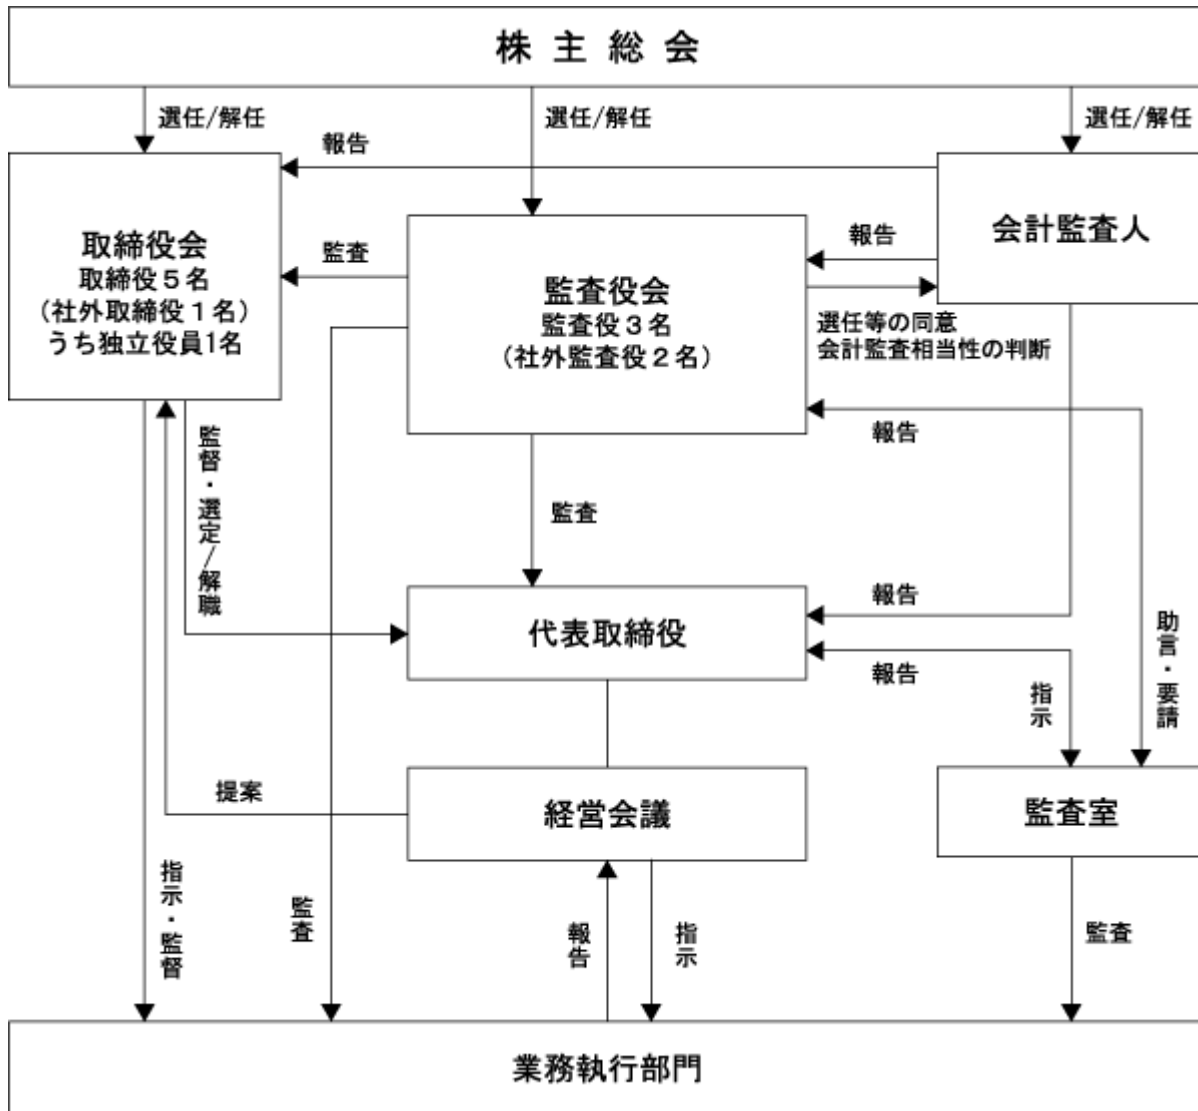 株 主 総 会
選任/解任
選任/解任
選任/解任
報告
取締役会
取締役５名
（社外取締役１名）
うち独立役員1名
監査
監査役会
監査役３名
（社外監査役２名）
報告
会計監査人
選任等の同意
会計監査相当性の判断
報告
監督・選定/解職
監査
報告
代表取締役
報告
指示
助言・要請
提案
経営会議
監査室
指示・監督
監査
報告
指示
監査
業務執行部門